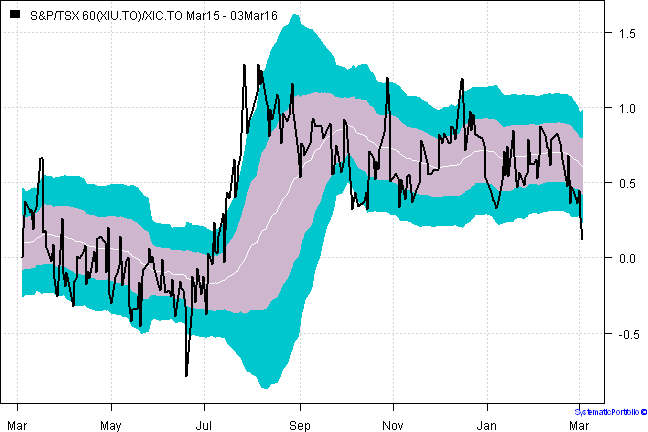 S&P/TSX 60(XIU.TO)/XIC.TO Mar15 - 03Mar16
1.5
1.0
0.5
0.0
-0.5
SystematicPortfolio ©
Mar May Jul Sep Nov Jan Mar